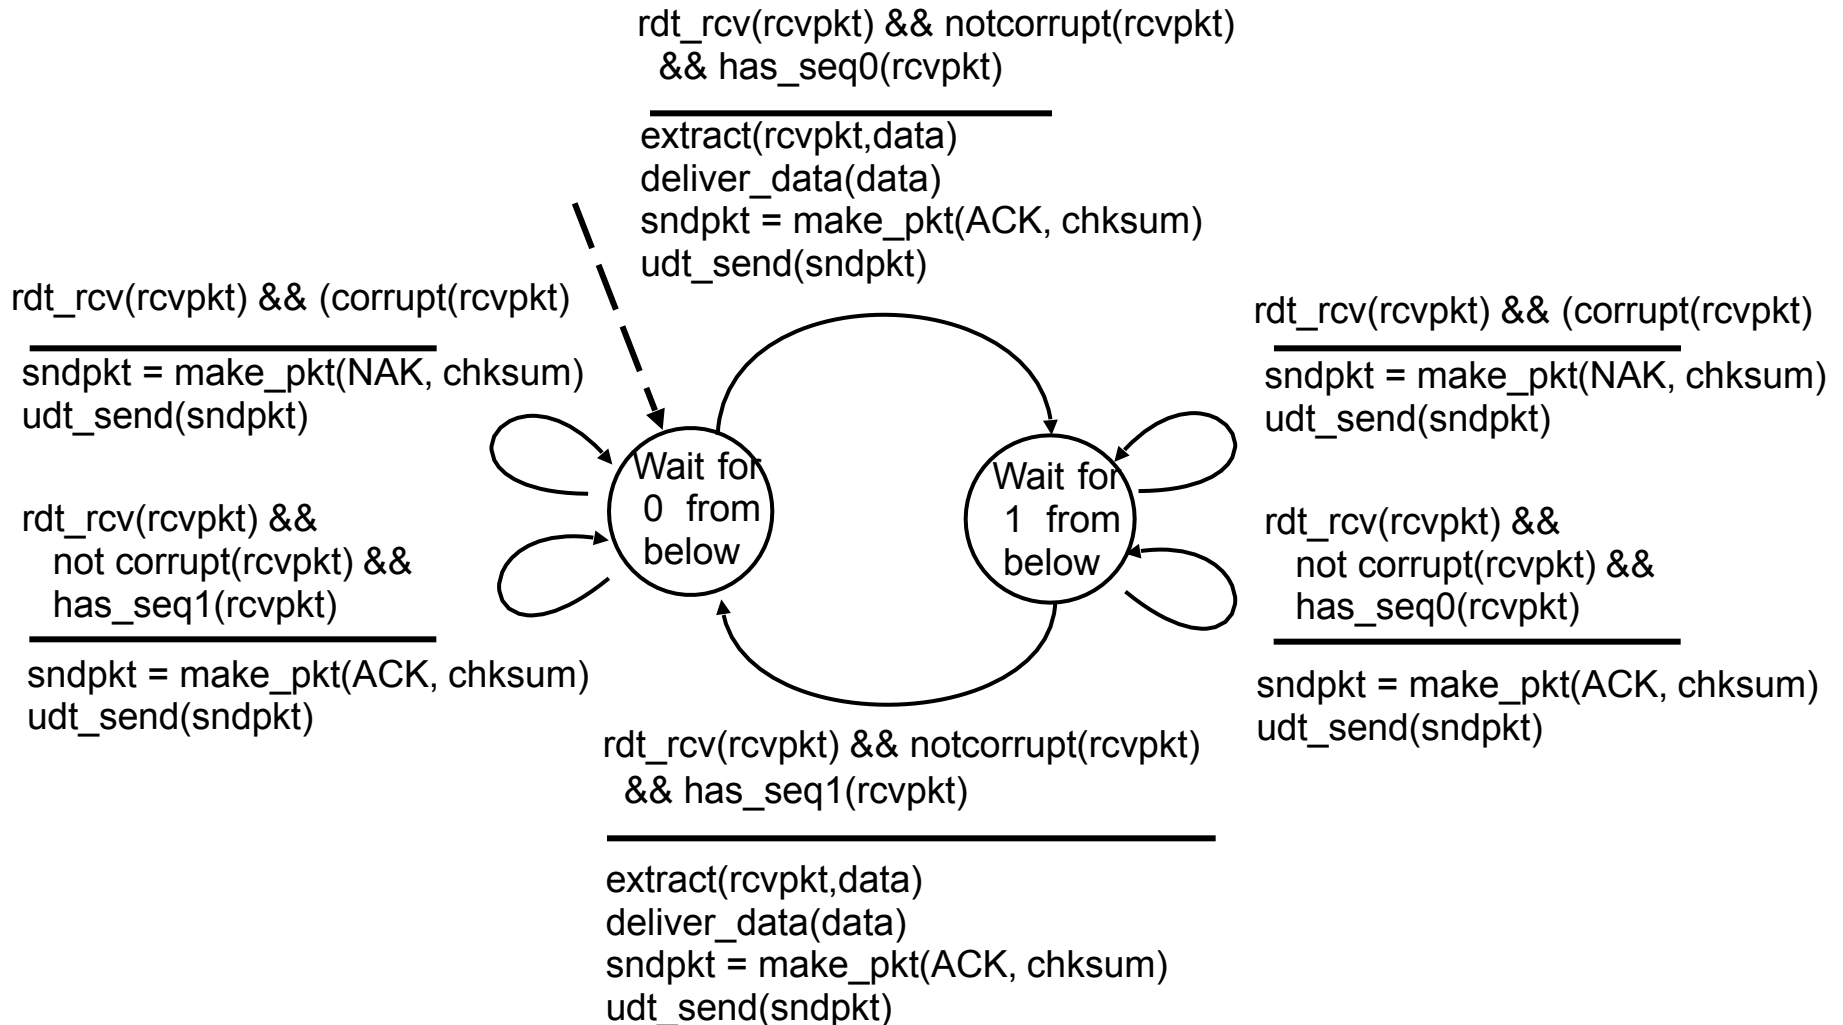 rdt_rcv(rcvpkt) && notcorrupt(rcvpkt)
&& has_seq0(rcvpkt)
extract(rcvpkt,data)
deliver_data(data)
sndpkt = make_pkt(ACK, chksum)
udt_send(sndpkt)
rdt_rcv(rcvpkt) && (corrupt(rcvpkt)
sndpkt = make_pkt(NAK, chksum)
udt_send(sndpkt)
rdt_rcv(rcvpkt) &&
not corrupt(rcvpkt) &&
has_seq1(rcvpkt)
sndpkt = make_pkt(ACK, chksum)
udt_send(sndpkt)
Wait for
0 from
below
Wait for
1 from
below
rdt_rcv(rcvpkt) && (corrupt(rcvpkt)
sndpkt = make_pkt(NAK, chksum)
udt_send(sndpkt)
rdt_rcv(rcvpkt) &&
not corrupt(rcvpkt) &&
has_seq0(rcvpkt)
sndpkt = make_pkt(ACK, chksum)
udt_send(sndpkt)
rdt_rcv(rcvpkt) && notcorrupt(rcvpkt)
&& has_seq1(rcvpkt)
extract(rcvpkt,data)
deliver_data(data)
sndpkt = make_pkt(ACK, chksum)
udt_send(sndpkt)